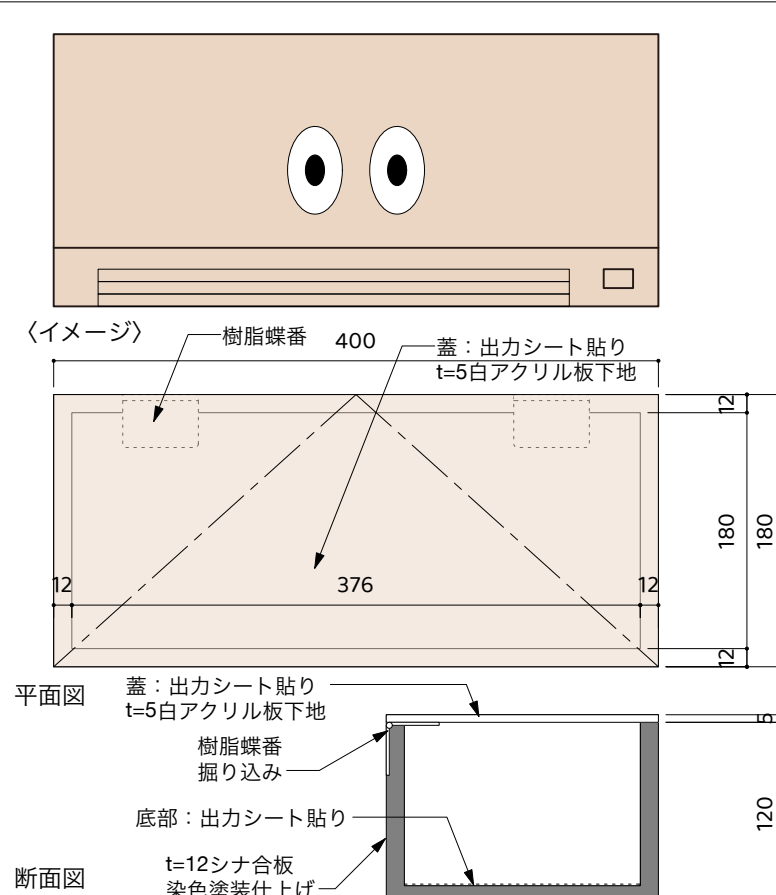 〈イメージ〉
樹脂蝶番
400
蓋：出力シート貼り
t=5白アクリル板下地
12
180
180
12
376
12
12
平面図
蓋：出力シート貼り
t=5白アクリル板下地
5
樹脂蝶番
掘り込み
120
底部：出力シート貼り
断面図
t=12シナ合板
染色塗装仕上げ